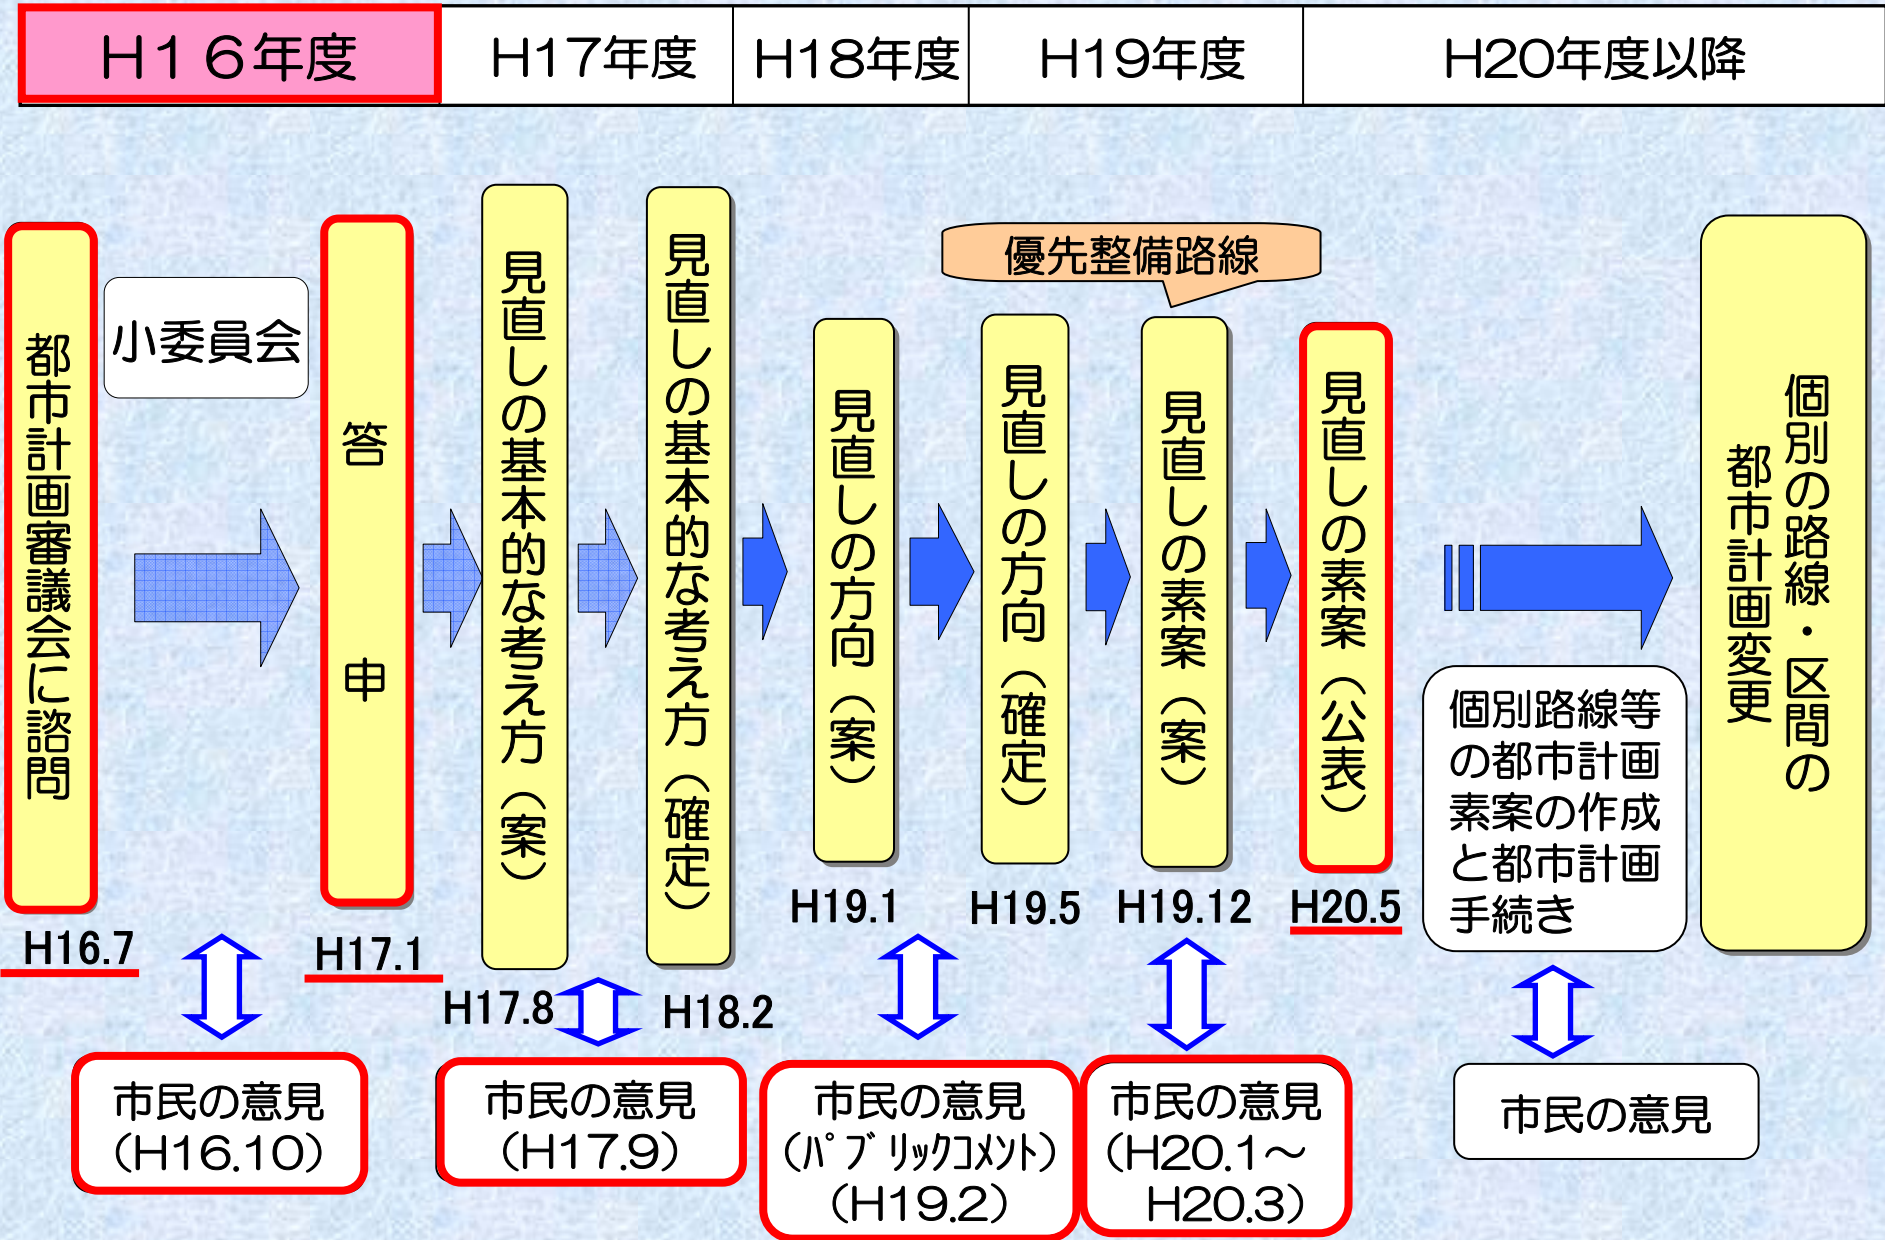 H16年度
H17年度
H18年度
H19年度
H20年度以降
都市計画審議会に諮問
H16.7
小委員会
答申
H17.1
見直しの基本的な考え方(案)
H17.8
見直しの基本的な考え方(確定)
H18.2
見直しの方向(案)
H19.1
見直しの方向(確定)
H19.5
優先整備路線
見直しの素案(案)
H19.12
見直しの素案(公表)
H20.5
個別路線等
の都市計画
素案の作成
と都市計画
手続き
個別の路線・区間の
都市計画変更
市民の意見
(H16.10)
市民の意見
(H17.9)
市民の意見
(パブリックコメント)
(H19.2)
市民の意見
(H20.1~
H20.3)
市民の意見